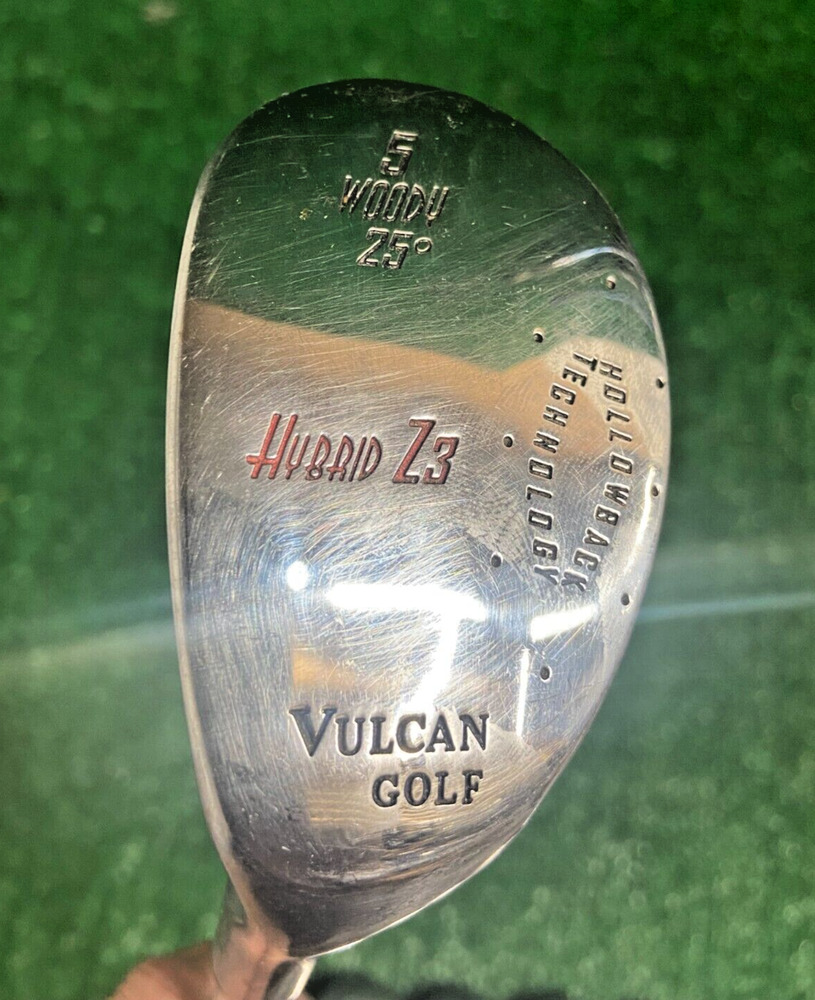 5
WOODY
25°
HYBRID Z3
HOLLOWBACK
TECHNOLOGY
VULCAN
GOLF